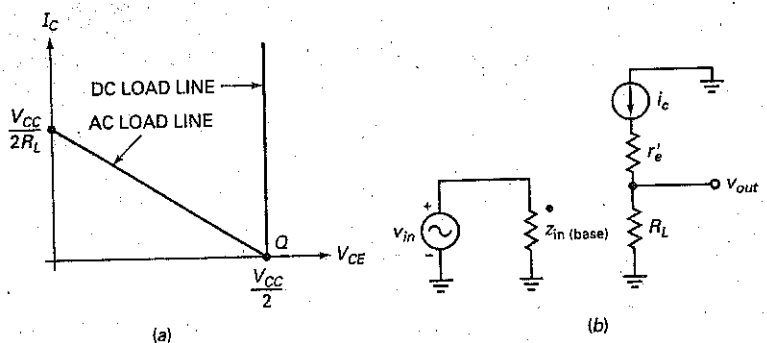 I_C
DC LOAD LINE
AC LOAD LINE
V_CC
2R_L
Q
V_CE
V_CC
2
(a)
i_c
r'_e
v_out
v_in
+
-
z_in (base)
R_L
(b)